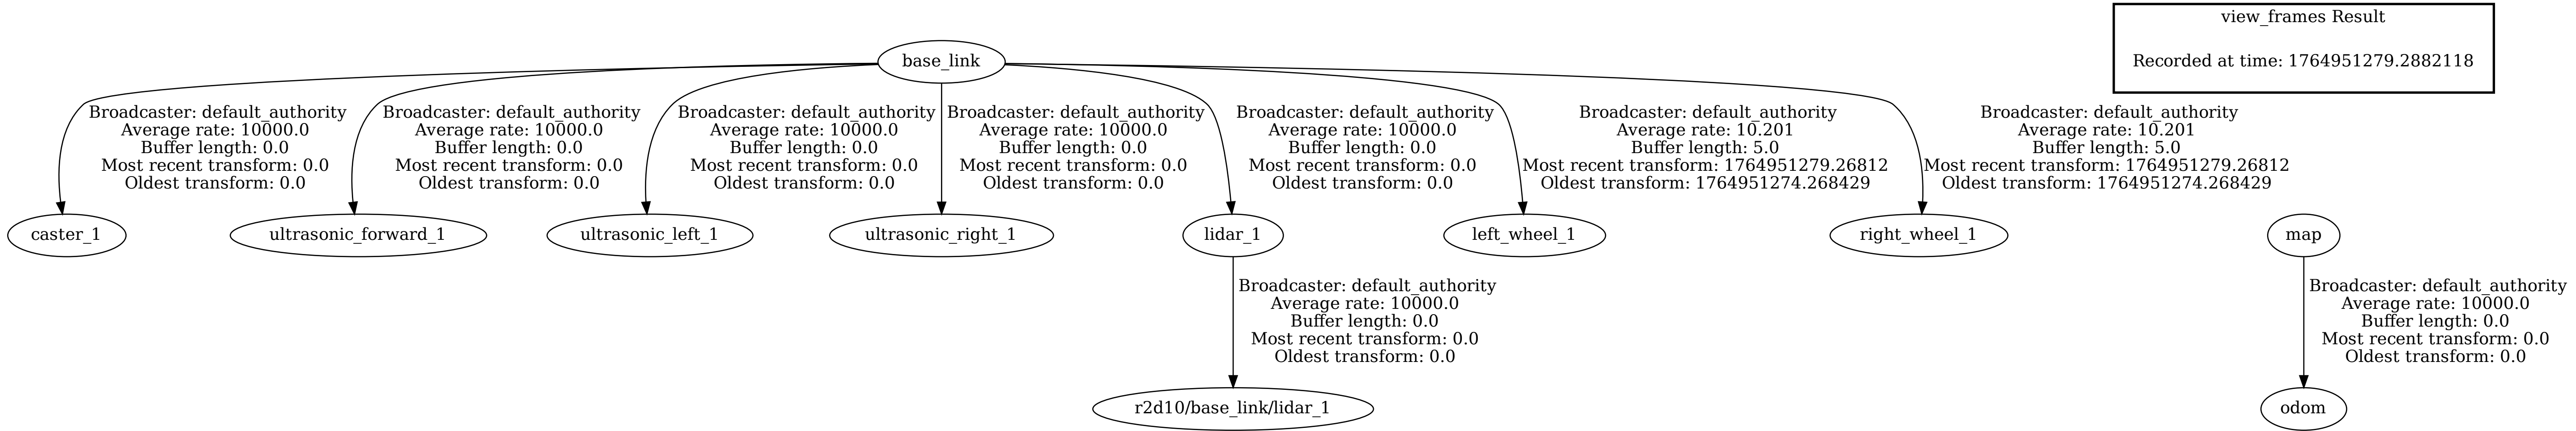 view_frames Result
Recorded at time: 1764951279.2882118
base_link
Broadcaster: default_authority
Average rate: 10000.0
Buffer length: 0.0
Most recent transform: 0.0
Oldest transform: 0.0
Broadcaster: default_authority
Average rate: 10000.0
Buffer length: 0.0
Most recent transform: 0.0
Oldest transform: 0.0
Broadcaster: default_authority
Average rate: 10000.0
Buffer length: 0.0
Most recent transform: 0.0
Oldest transform: 0.0
Broadcaster: default_authority
Average rate: 10000.0
Buffer length: 0.0
Most recent transform: 0.0
Oldest transform: 0.0
Broadcaster: default_authority
Average rate: 10000.0
Buffer length: 0.0
Most recent transform: 0.0
Oldest transform: 0.0
Broadcaster: default_authority
Average rate: 10.201
Buffer length: 5.0
Most recent transform: 1764951279.26812
Oldest transform: 1764951274.268429
Broadcaster: default_authority
Average rate: 10.201
Buffer length: 5.0
Most recent transform: 1764951279.26812
Oldest transform: 1764951274.268429
caster_1
ultrasonic_forward_1
ultrasonic_left_1
ultrasonic_right_1
lidar_1
left_wheel_1
right_wheel_1
map
Broadcaster: default_authority
Average rate: 10000.0
Buffer length: 0.0
Most recent transform: 0.0
Oldest transform: 0.0
Broadcaster: default_authority
Average rate: 10000.0
Buffer length: 0.0
Most recent transform: 0.0
Oldest transform: 0.0
r2d10/base_link/lidar_1
odom